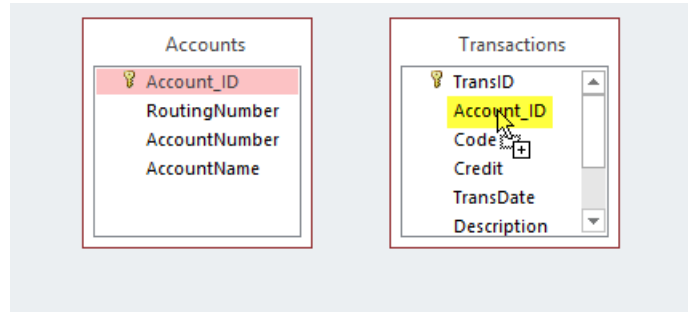 Accounts
Account_ID
RoutingNumber
AccountNumber
AccountName
Transactions
TransID
Account_ID
Code
Credit
TransDate
Description